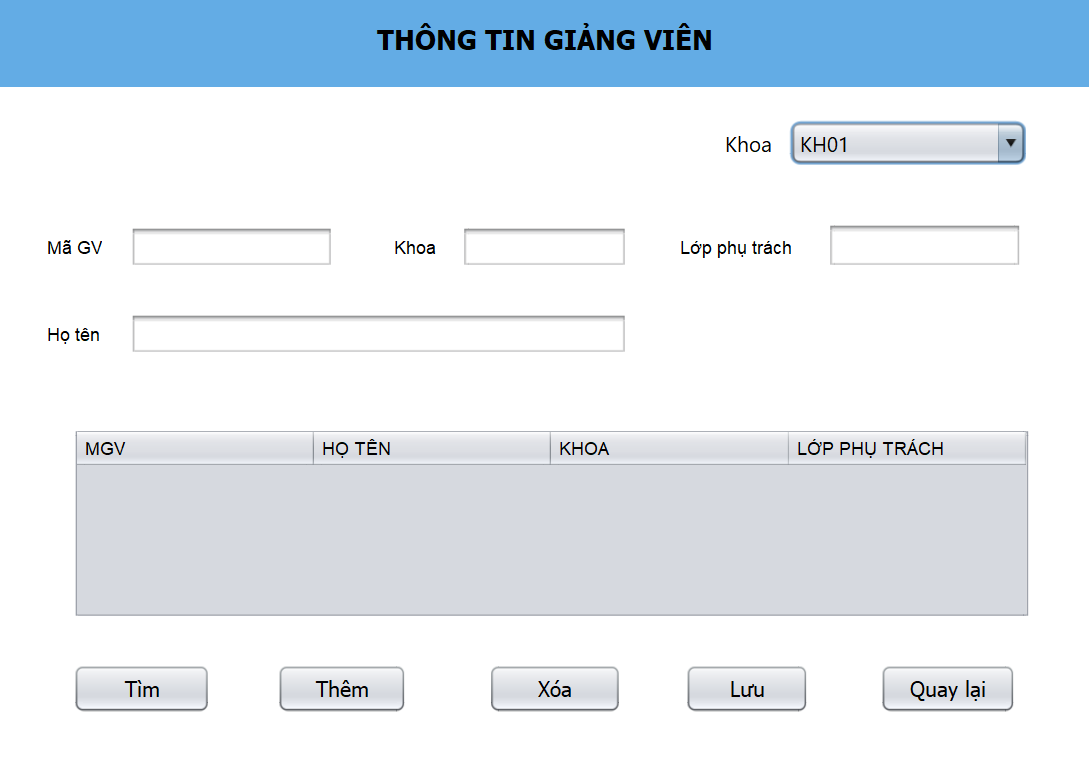 THÔNG TIN GIẢNG VIÊN
Khoa KH01
Mã GV Khoa Lớp phụ trách
Họ tên
MGV HỌ TÊN KHOA LỚP PHỤ TRÁCH
Tìm Thêm Xóa Lưu Quay lại